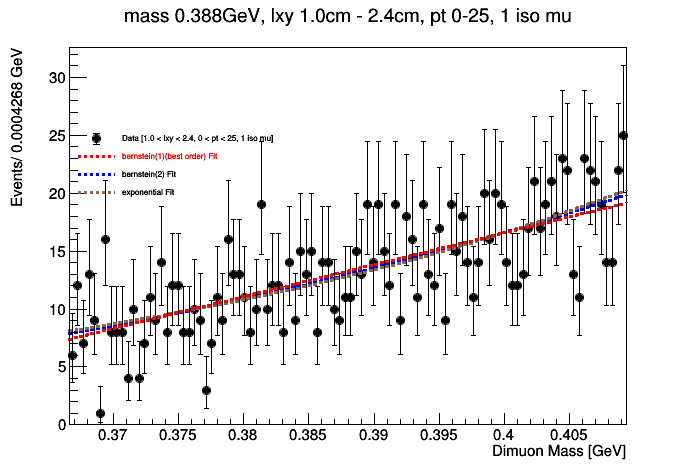 mass 0.388GeV, lxy 1.0cm - 2.4cm, pt 0-25, 1 iso mu
Events/ 0.0004268 GeV
30
25
20
15
10
5
0
Data [1.0 < lxy < 2.4, 0 < pt < 25, 1 iso mu]
bernstein(1)(best order) Fit
bernstein(2) Fit
exponential Fit
0.37 0.375 0.38 0.385 0.39 0.395 0.4 0.405
Dimuon Mass [GeV]